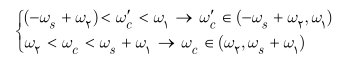 (−ω_s + ω_۲) < ω′_c < ω_۱ → ω′_c ∈ (−ω_s + ω_۲, ω_۱)
ω_۲ < ω_c < ω_s + ω_۱ → ω_c ∈ (ω_۲, ω_s + ω_۱)